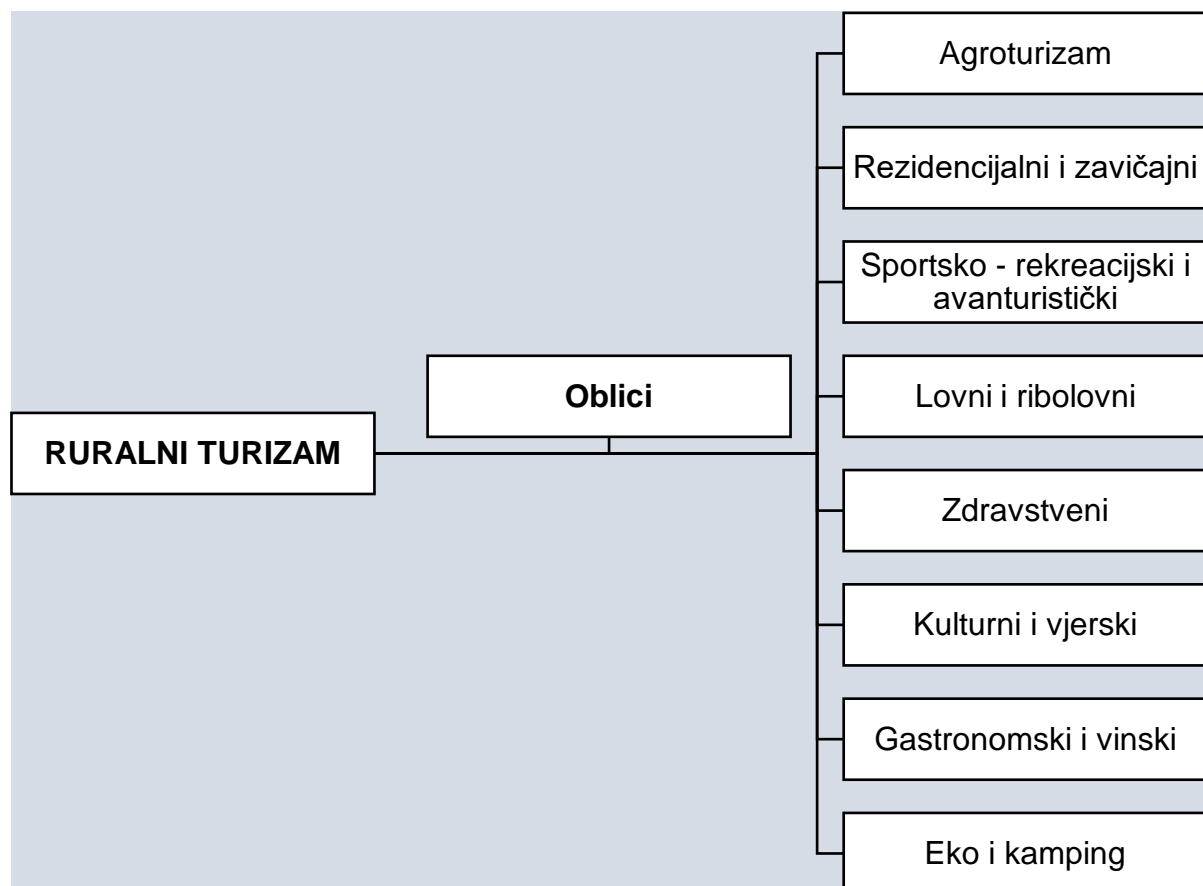 RURALNI TURIZAM
Oblici
Agroturizam
Rezidencijalni i zavičajni
Sportsko - rekreacijski i
avanturistički
Lovni i ribolovni
Zdravstveni
Kulturni i vjerski
Gastronomski i vinski
Eko i kamping